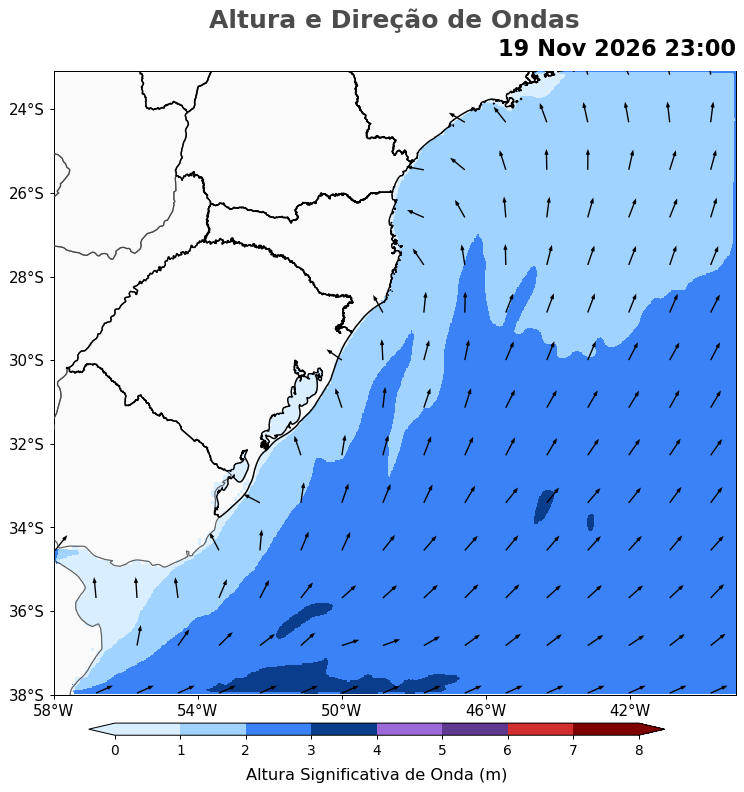 Altura e Direção de Ondas
19 Nov 2026 23:00
24°S
26°S
28°S
30°S
32°S
34°S
36°S
38°S
58°W 54°W 50°W 46°W 42°W
0 1 2 3 4 5 6 7 8
Altura Significativa de Onda (m)